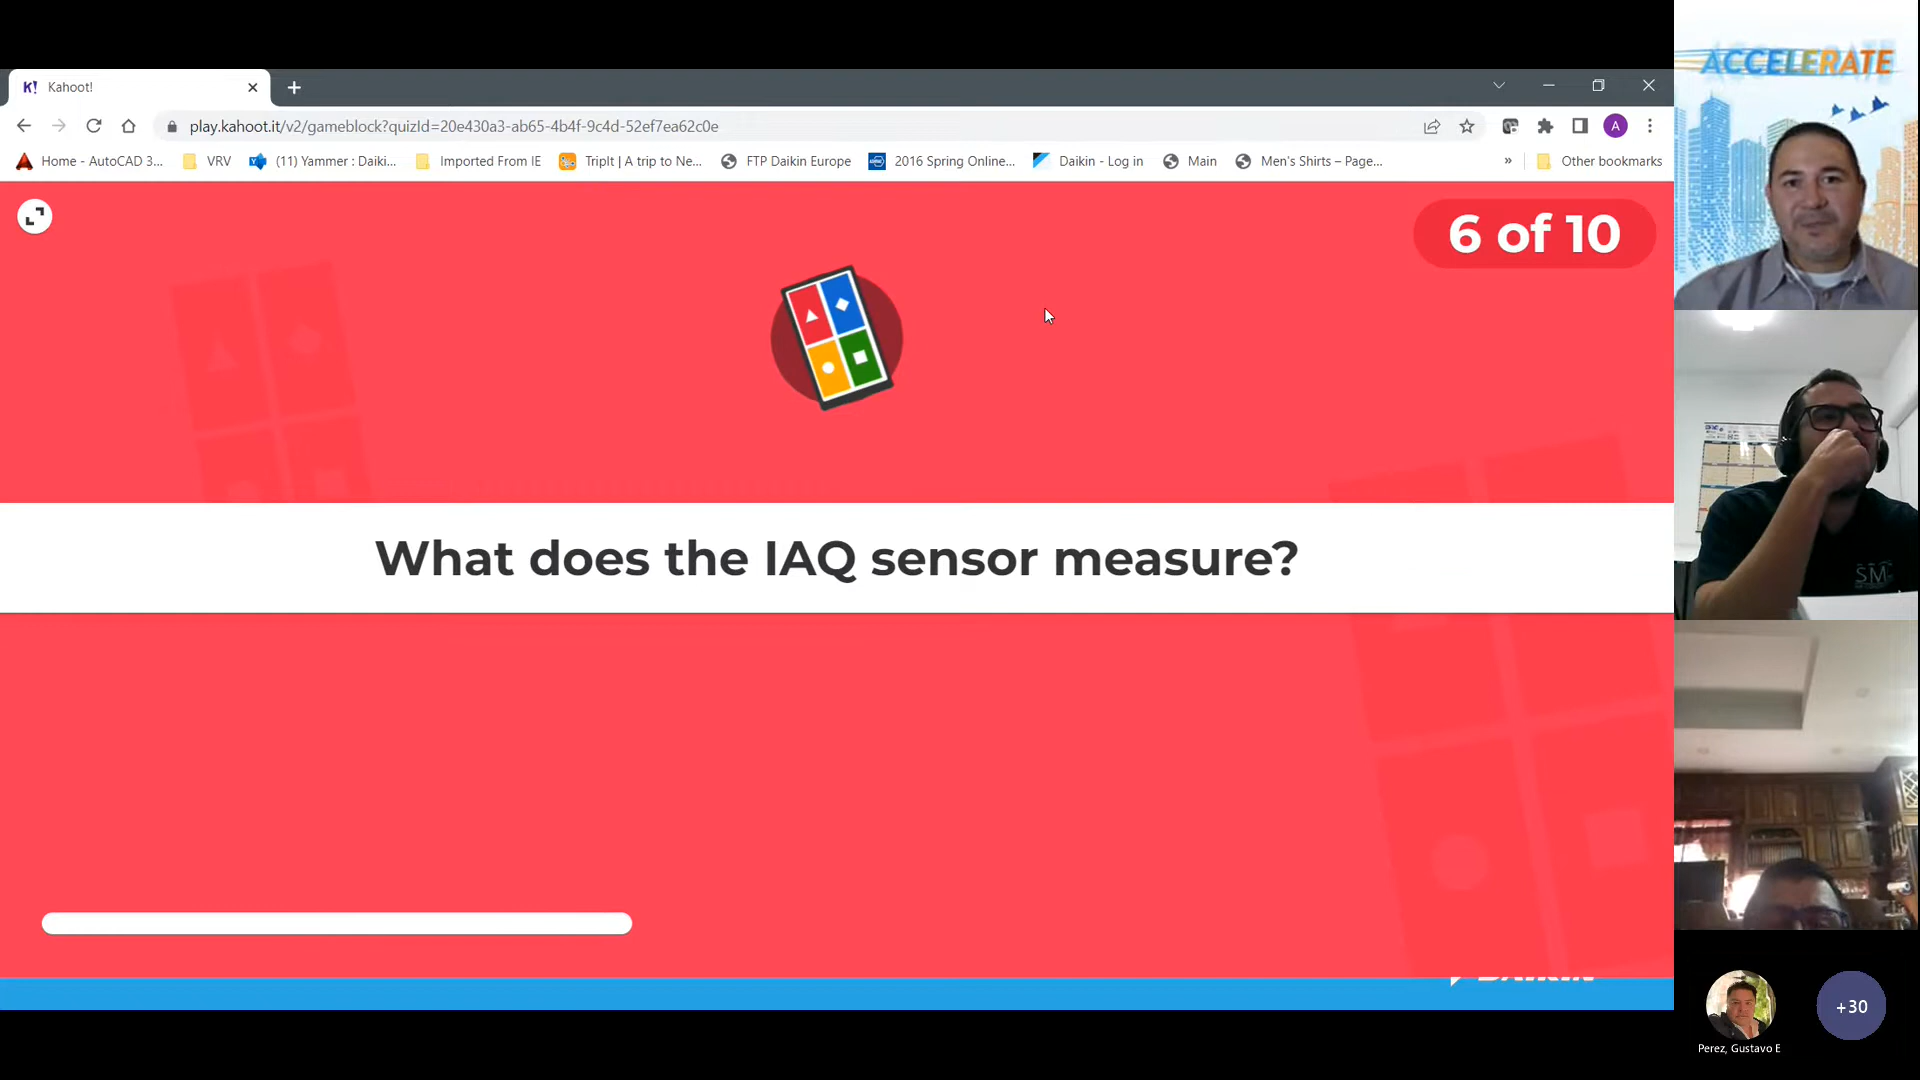 Kahoot!
play.kahoot.it/v2/gameblock?quizId=20e430a3-ab65-4b4f-9c4d-52ef7ea62c0e
A
Home - AutoCAD 3... VRV (11) Yammer : Daiki... Imported From IE TripIt | A trip to Ne... FTP Daikin Europe 2016 Spring Online... Daikin - Log in Main Men's Shirts – Page... » Other bookmarks
6 of 10
What does the IAQ sensor measure?
ACCELERATE
SM
Perez, Gustavo E
+30